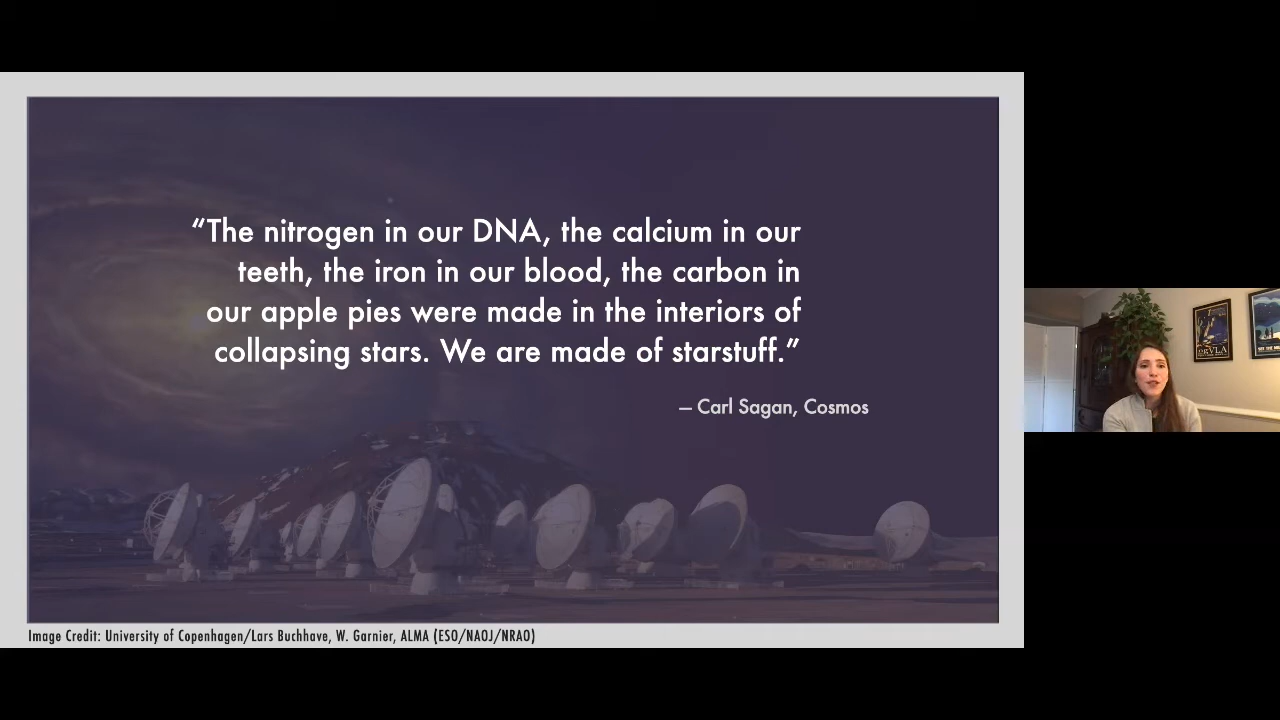 “The nitrogen in our DNA, the calcium in our
teeth, the iron in our blood, the carbon in
our apple pies were made in the interiors of
collapsing stars. We are made of starstuff.”
– Carl Sagan, Cosmos
Image Credit: University of Copenhagen/Lars Buchhave, W. Garnier, ALMA (ESO/NAOJ/NRAO)
VLA